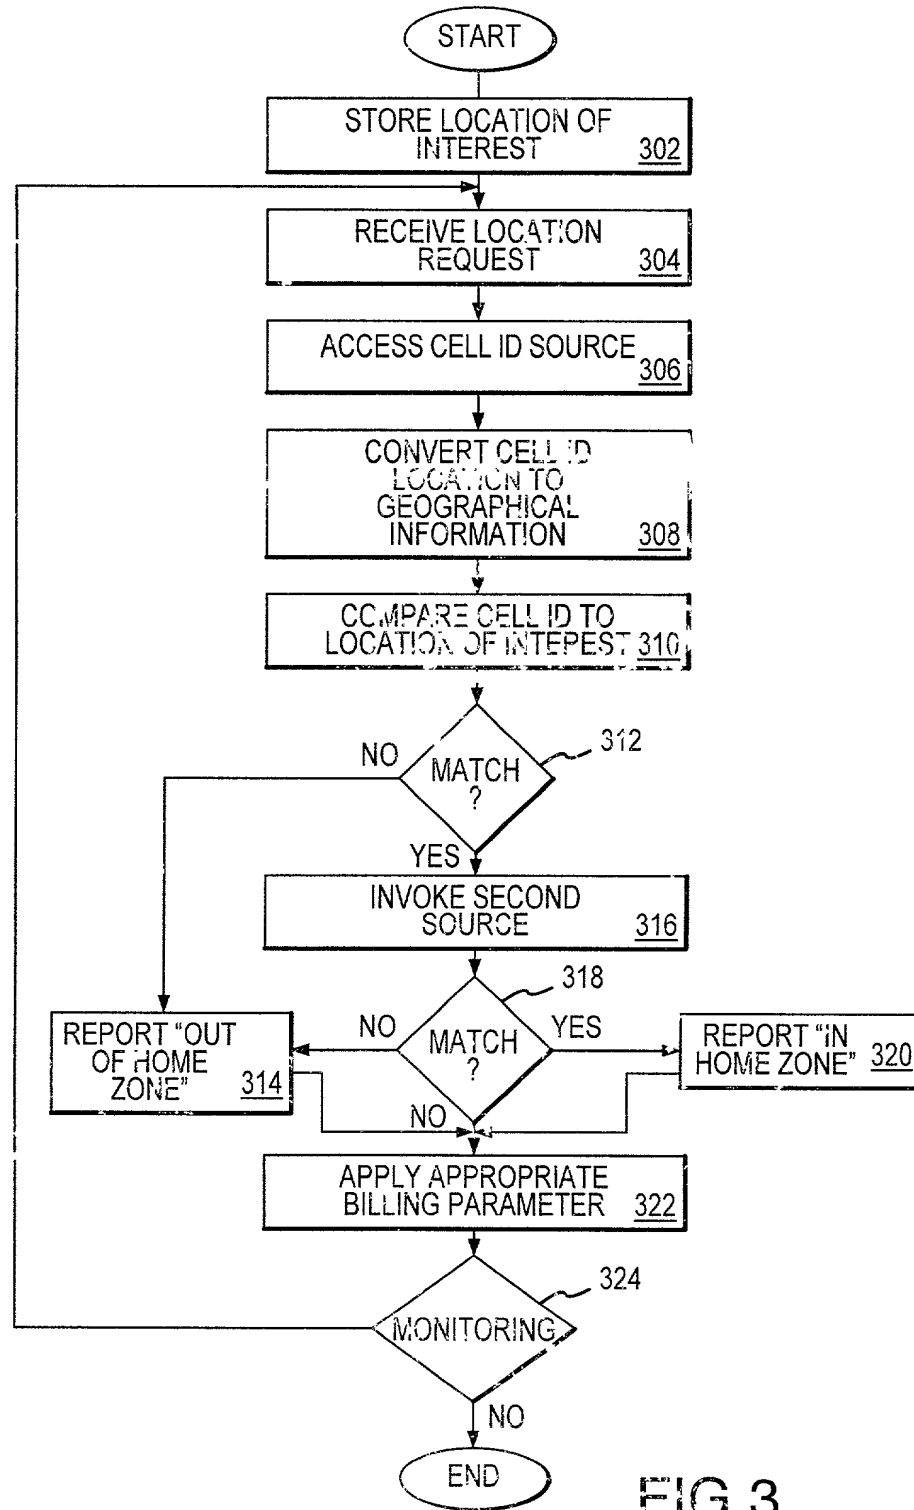 START
STORE LOCATION OF
INTEREST 302
RECEIVE LOCATION
REQUEST 304
ACCESS CELL ID SOURCE
306
CONVERT CELL ID
LOCATION TO
GEOGRAPHICAL
INFORMATION 308
COMPARE CELL ID TO
LOCATION OF INTEREST 310
312
NO
MATCH
?
YES
INVOKE SECOND
SOURCE 316
318
NO
MATCH
?
YES
REPORT "OUT
OF HOME
ZONE" 314
REPORT "IN
HOME ZONE" 320
NO
APPLY APPROPRIATE
BILLING PARAMETER 322
324
MONITORING
NO
END
FIG.3